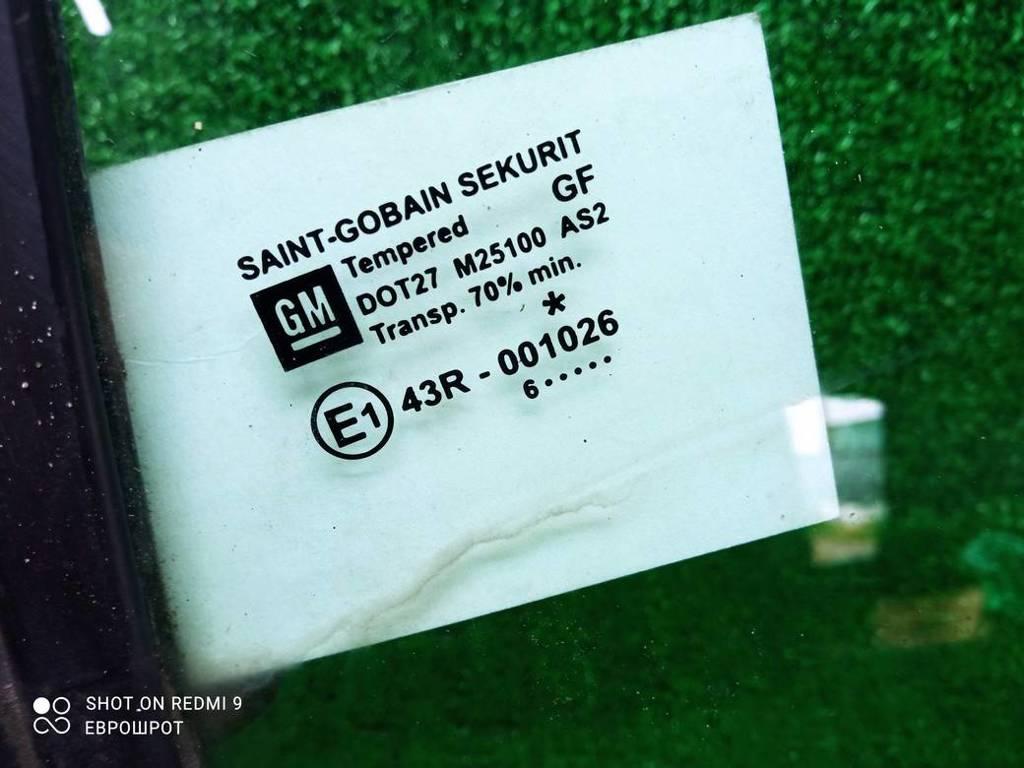 SAINT-GOBAIN SEKURIT
Tempered GF
GM
DOT27 M25100 AS2
Transp. 70% min.
*
E1 43R - 001026
6.....
SHOT ON REDMI 9
ЕВРОШРОТ